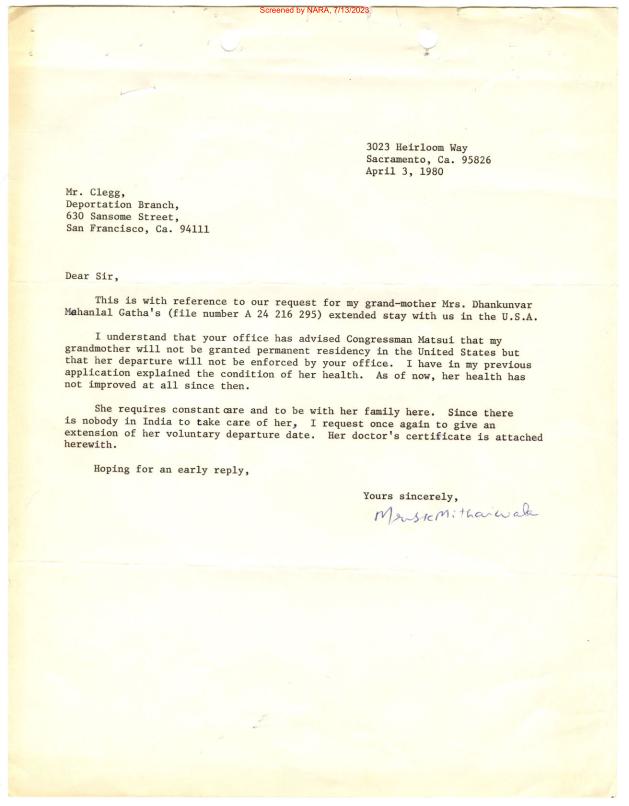 Screened by NARA, 7/13/2023
3023 Heirloom Way
Sacramento, Ca. 95826
April 3, 1980
Mr. Clegg,
Deportation Branch,
630 Sansome Street,
San Francisco, Ca. 94111
Dear Sir,
This is with reference to our request for my grand-mother Mrs. Dhankunvar
Mohanlal Gatha's (file number A 24 216 295) extended stay with us in the U.S.A.
I understand that your office has advised Congressman Matsui that my
grandmother will not be granted permanent residency in the United States but
that her departure will not be enforced by your office. I have in my previous
application explained the condition of her health. As of now, her health has
not improved at all since then.
She requires constant care and to be with her family here. Since there
is nobody in India to take care of her, I request once again to give an
extension of her voluntary departure date. Her doctor's certificate is attached
herewith.
Hoping for an early reply,
Yours sincerely,
Mithaiwala